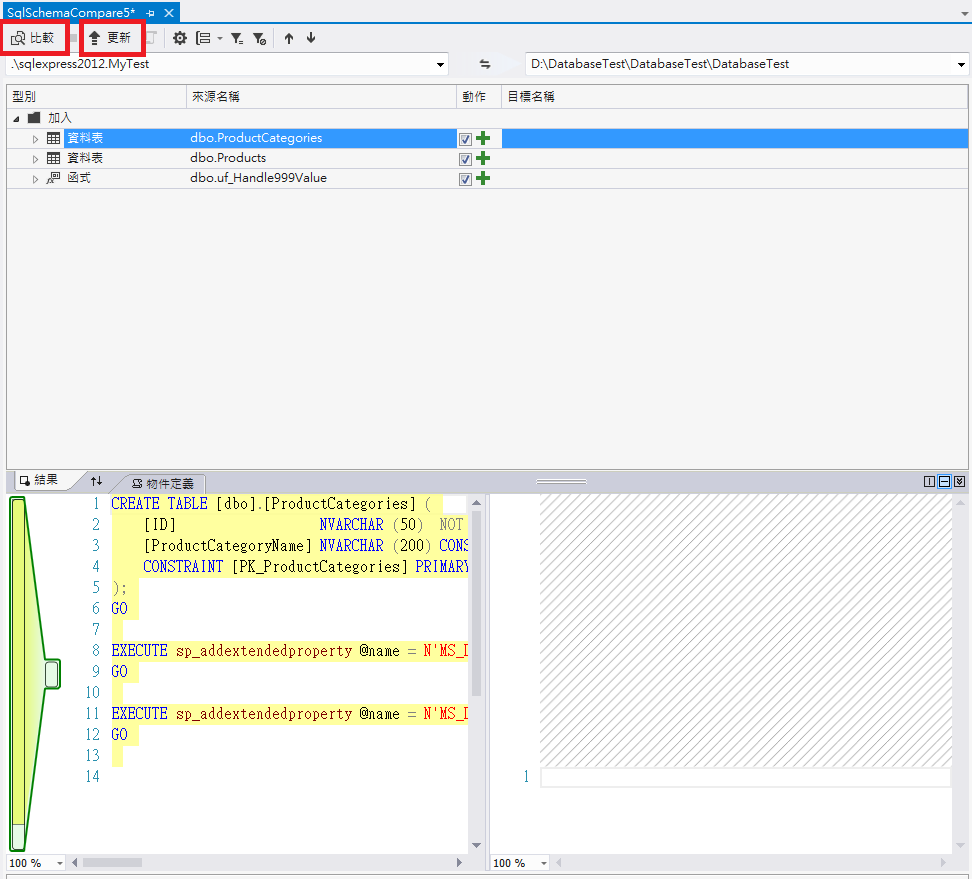 SqlSchemaCompare5*
比較 更新
.\sqlexpress2012.MyTest D:\DatabaseTest\DatabaseTest\DatabaseTest
型別 來源名稱 動作 目標名稱
加入
資料表 dbo.ProductCategories
資料表 dbo.Products
函式 dbo.uf_Handle999Value
結果 物件定義
1 CREATE TABLE [dbo].[ProductCategories] (
2 [ID] NVARCHAR (50) NOT
3 [ProductCategoryName] NVARCHAR (200) CONS
4 CONSTRAINT [PK_ProductCategories] PRIMARY
5 );
6 GO
7
8 EXECUTE sp_addextendedproperty @name = N'MS_D
9 GO
10
11 EXECUTE sp_addextendedproperty @name = N'MS_D
12 GO
13
14
1
100 % 100 %